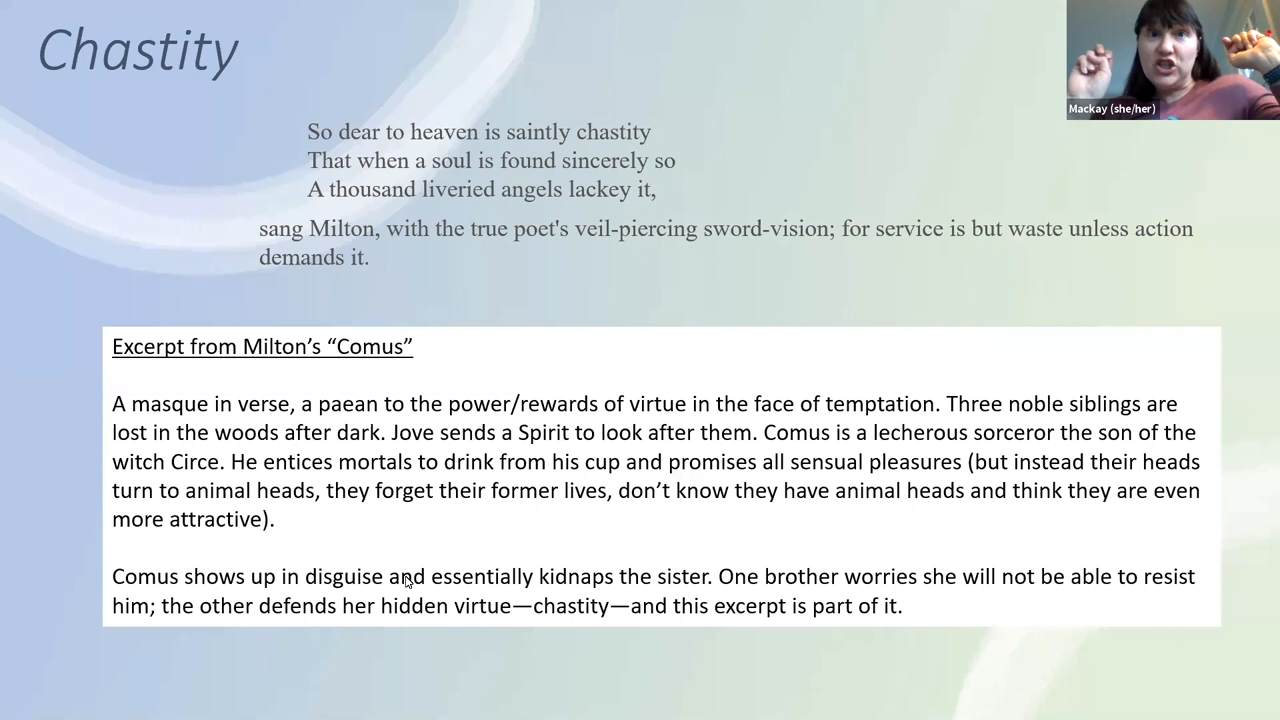 Chastity
Mackay (she/her)
So dear to heaven is saintly chastity
That when a soul is found sincerely so
A thousand liveried angels lackey it,
sang Milton, with the true poet's veil-piercing sword-vision; for service is but waste unless action
demands it.
Excerpt from Milton’s “Comus”
A masque in verse, a paean to the power/rewards of virtue in the face of temptation. Three noble siblings are
lost in the woods after dark. Jove sends a Spirit to look after them. Comus is a lecherous sorceror the son of the
witch Circe. He entices mortals to drink from his cup and promises all sensual pleasures (but instead their heads
turn to animal heads, they forget their former lives, don’t know they have animal heads and think they are even
more attractive).
Comus shows up in disguise and essentially kidnaps the sister. One brother worries she will not be able to resist
him; the other defends her hidden virtue—chastity—and this excerpt is part of it.